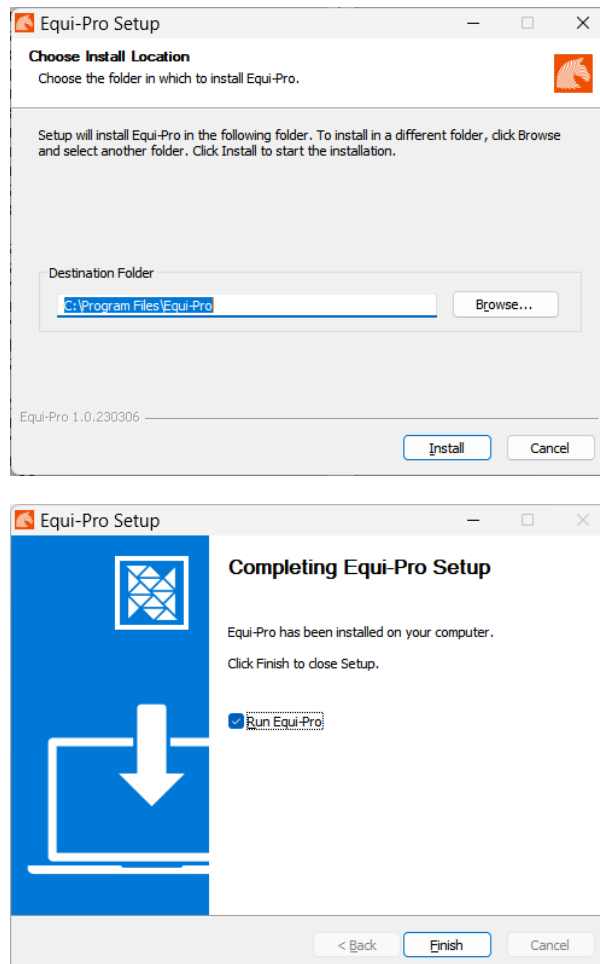 Equi-Pro Setup
Choose Install Location
Choose the folder in which to install Equi-Pro.
Setup will install Equi-Pro in the following folder. To install in a different folder, click Browse
and select another folder. Click Install to start the installation.
Destination Folder
C:\Program Files\Equi-Pro
Browse...
Equi-Pro 1.0.230306
Install
Cancel
Equi-Pro Setup
Completing Equi-Pro Setup
Equi-Pro has been installed on your computer.
Click Finish to close Setup.
Run Equi-Pro
< Back
Finish
Cancel